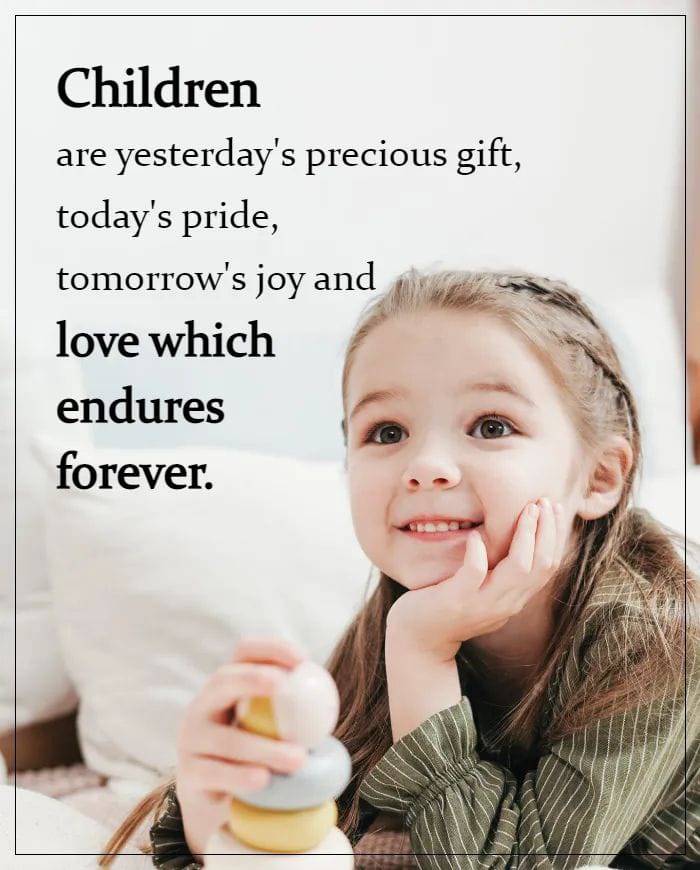 Children
are yesterday's precious gift,
today's pride,
tomorrow's joy and
love which
endures
forever.